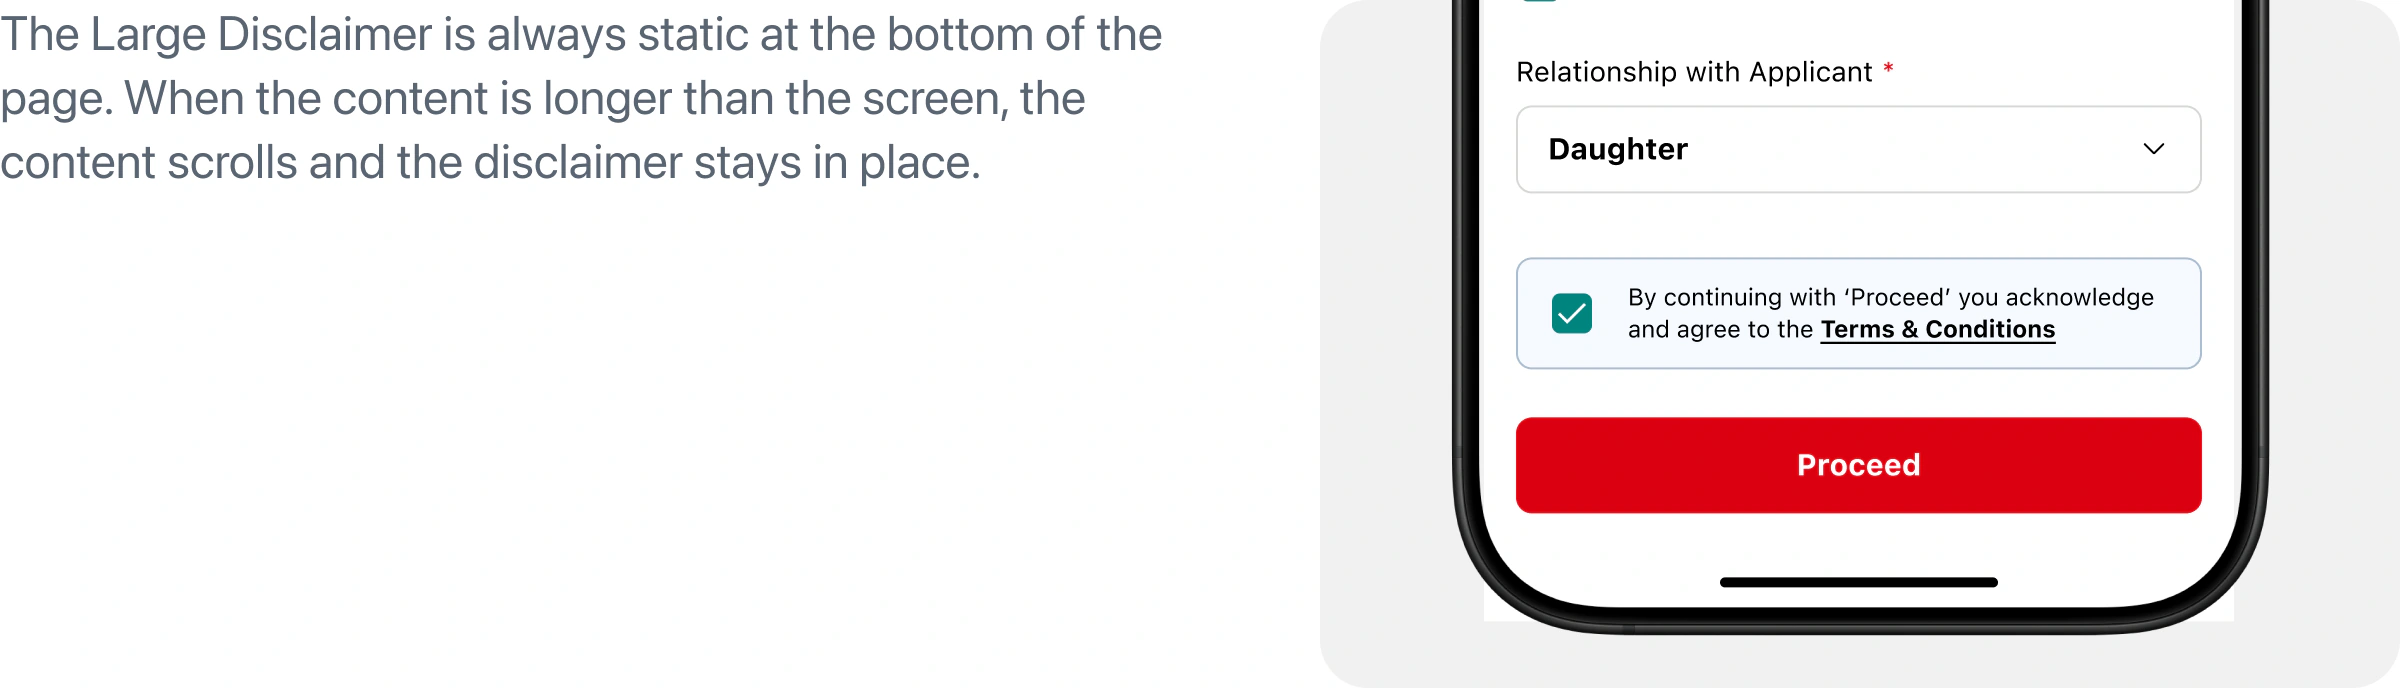 The Large Disclaimer is always static at the bottom of the
page. When the content is longer than the screen, the
content scrolls and the disclaimer stays in place.
Relationship with Applicant *
Daughter
By continuing with ‘Proceed’ you acknowledge
and agree to the Terms & Conditions
Proceed